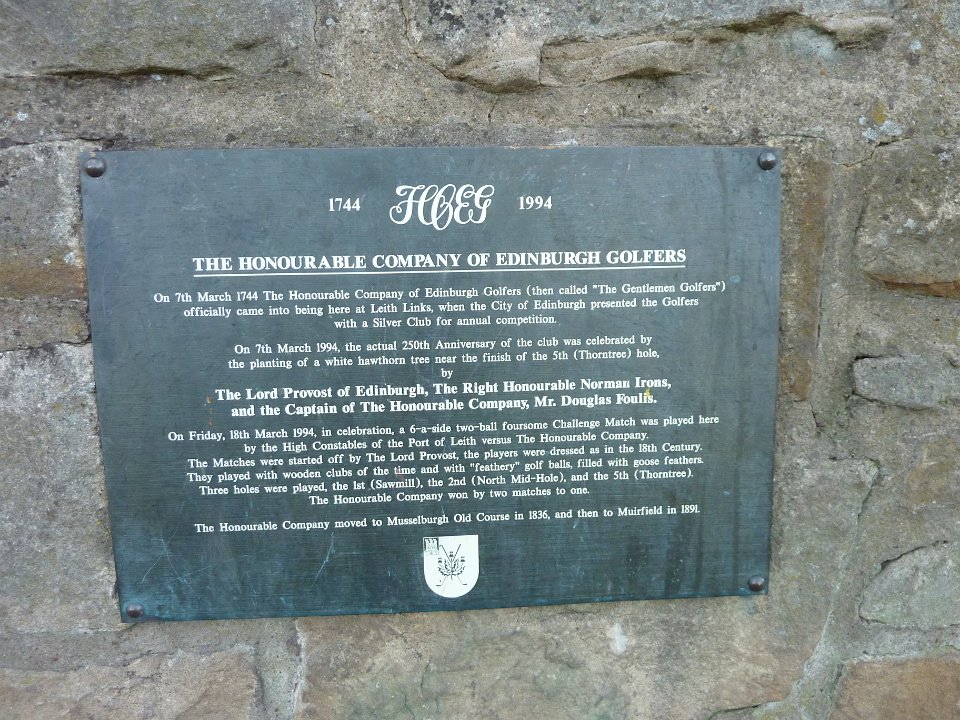 1744 HCEG 1994
THE HONOURABLE COMPANY OF EDINBURGH GOLFERS
On 7th March 1744 The Honourable Company of Edinburgh Golfers (then called "The Gentlemen Golfers")
officially came into being here at Leith Links, when the City of Edinburgh presented the Golfers
with a Silver Club for annual competition.
On 7th March 1994, the actual 250th Anniversary of the club was celebrated by
the planting of a white hawthorn tree near the finish of the 5th (Thorntree) hole,
by
The Lord Provost of Edinburgh, The Right Honourable Norman Irons,
and the Captain of The Honourable Company, Mr. Douglas Foulis.
On Friday, 18th March 1994, in celebration, a 6-a-side two-ball foursome Challenge Match was played here
by the High Constables of the Port of Leith versus The Honourable Company.
The Matches were started off by The Lord Provost, the players were dressed as in the 18th Century.
They played with wooden clubs of the time and with "feathery" golf balls, filled with goose feathers.
Three holes were played, the 1st (Sawmill), the 2nd (North Mid-Hole), and the 5th (Thorntree).
The Honourable Company won by two matches to one.
The Honourable Company moved to Musselburgh Old Course in 1836, and then to Muirfield in 1891.